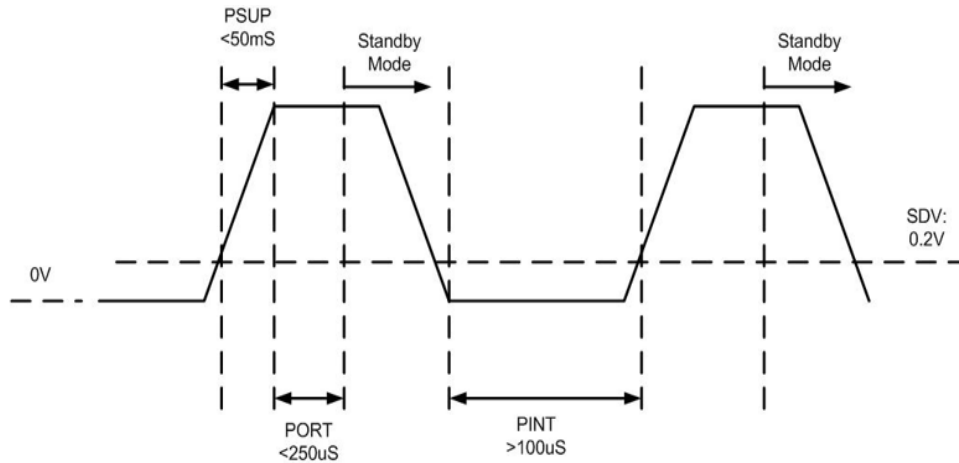 PSUP
<50mS
Standby
Mode
Standby
Mode
SDV:
0.2V
0V
PORT
<250uS
PINT
>100uS